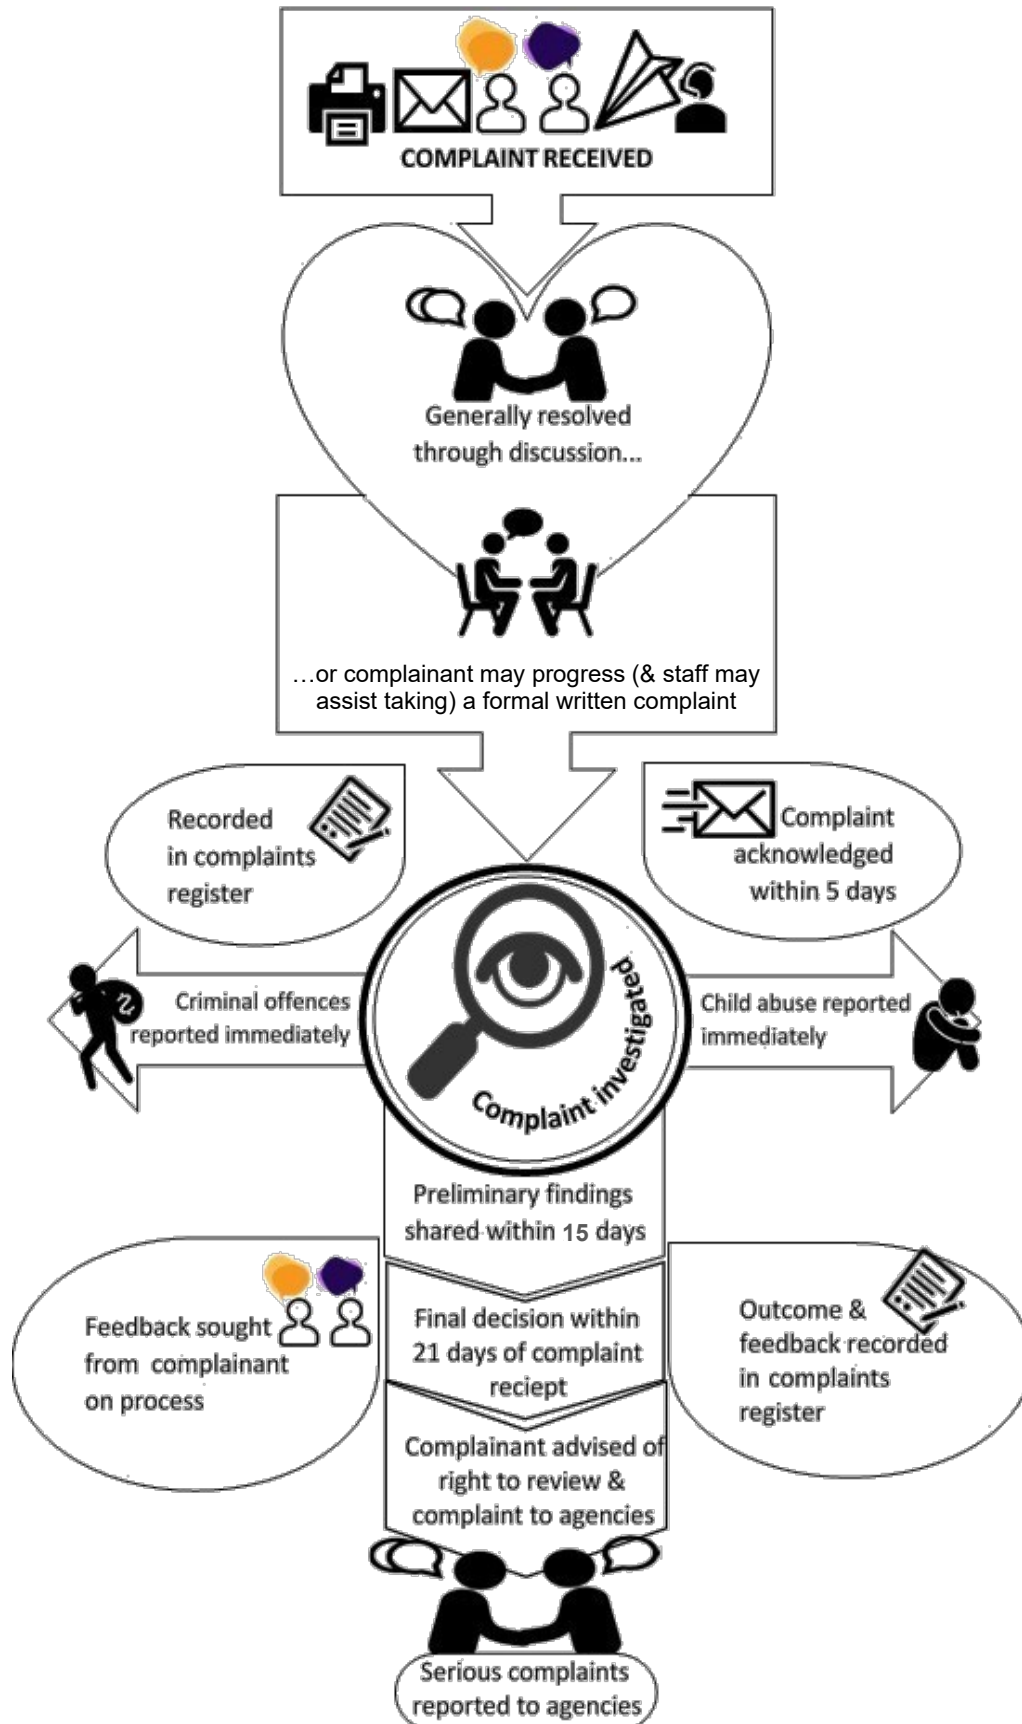 COMPLAINT RECEIVED
Generally resolved
through discussion...
…or complainant may progress (& staff may
assist taking) a formal written complaint
Recorded
in complaints
register
Complaint
acknowledged
within 5 days
Criminal offences
reported immediately
Complaint investigated
Child abuse reported
immediately
Preliminary findings
shared within 15 days
Feedback sought
from complainant
on process
Final decision within
21 days of complaint
reciept
Outcome &
feedback recorded
in complaints
register
Complainant advised of
right to review &
complaint to agencies
Serious complaints
reported to agencies